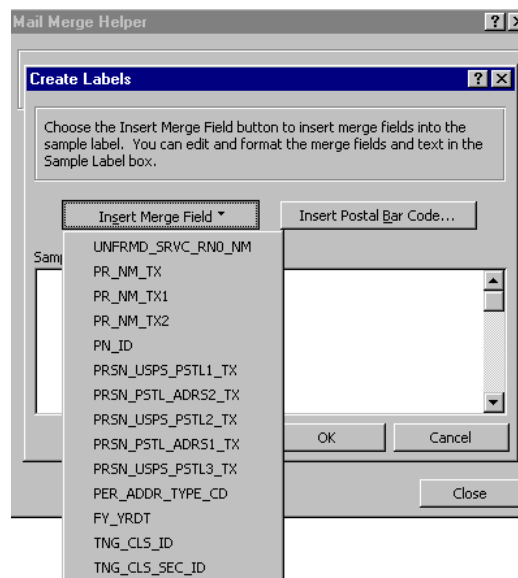 Mail Merge Helper
Create Labels
Choose the Insert Merge Field button to insert merge fields into the
sample label. You can edit and format the merge fields and text in the
Sample Label box.
Insert Merge Field
Insert Postal Bar Code...
UNFRMD_SRVC_RN0_NM
PR_NM_TX
PR_NM_TX1
PR_NM_TX2
PN_ID
PRSN_USPS_PSTL1_TX
PRSN_PSTL_ADRS2_TX
PRSN_USPS_PSTL2_TX
PRSN_PSTL_ADRS1_TX
PRSN_USPS_PSTL3_TX
PER_ADDR_TYPE_CD
FY_YRDT
TNG_CLS_ID
TNG_CLS_SEC_ID
OK
Cancel
Close